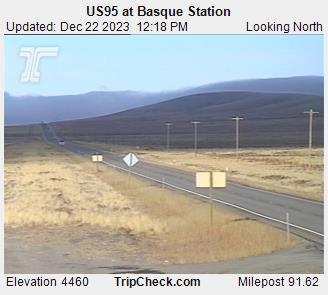 US95 at Basque Station
Updated: Dec 22 2023 12:18 PM Looking North
Elevation 4460 TripCheck.com Milepost 91.62